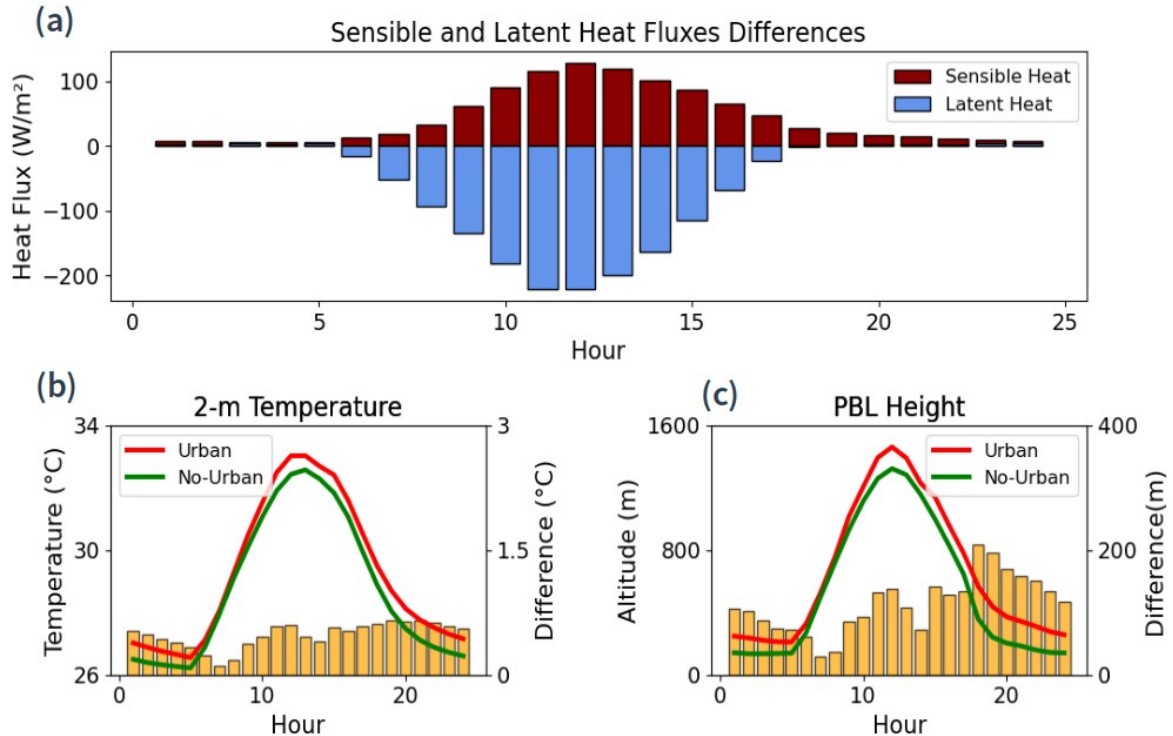 (a)
Sensible and Latent Heat Fluxes Differences
Heat Flux (W/m²)
100
0
−100
−200
Sensible Heat
Latent Heat
0 5 10 15 20 25
Hour
(b)
2-m Temperature
Temperature (°C)
34
30
26
Urban
No-Urban
3
1.5
0
Difference (°C)
0 10 20
Hour
(c)
PBL Height
Altitude (m)
1600
800
0
Urban
No-Urban
400
200
0
Difference(m)
0 10 20
Hour